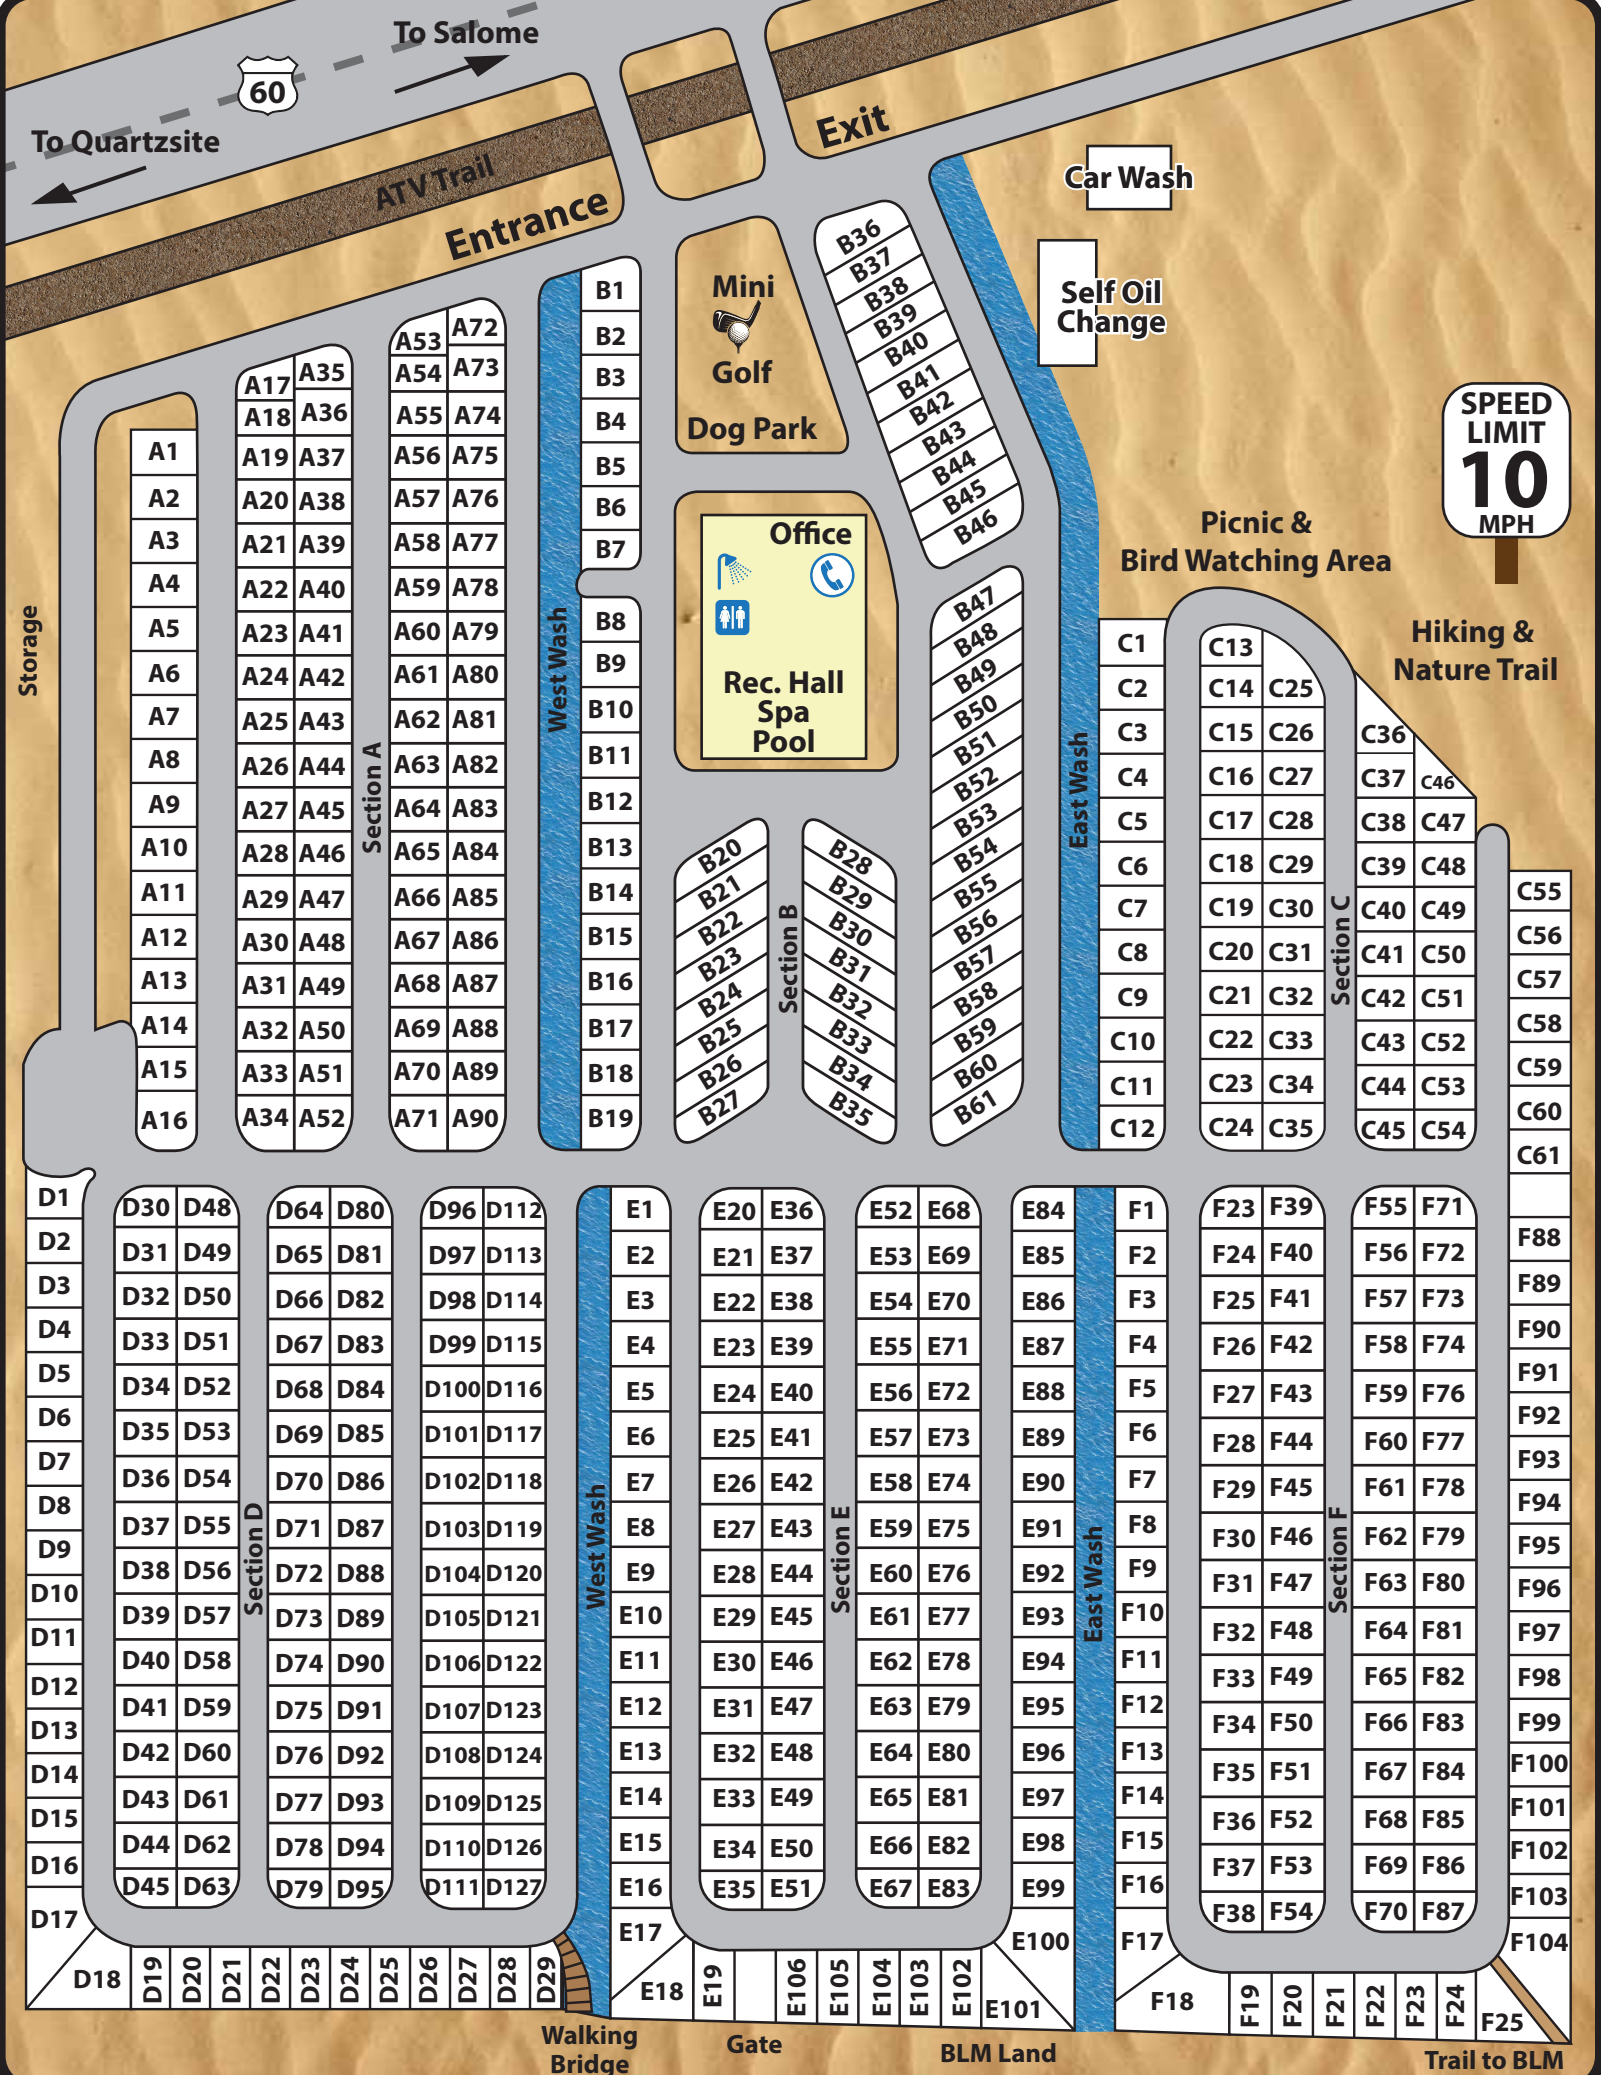 To Salome
60
To Quartzsite
ATV Trail
Entrance
Exit
Car Wash
Self Oil
Change
Mini
Golf
Dog Park
SPEED
LIMIT
10
MPH
Picnic &
Bird Watching Area
Hiking &
Nature Trail
Office
Rec. Hall
Spa
Pool
Storage
Section A
West Wash
Section B
East Wash
Section C
A1
A2
A3
A4
A5
A6
A7
A8
A9
A10
A11
A12
A13
A14
A15
A16
A17 A35
A18 A36
A19 A37
A20 A38
A21 A39
A22 A40
A23 A41
A24 A42
A25 A43
A26 A44
A27 A45
A28 A46
A29 A47
A30 A48
A31 A49
A32 A50
A33 A51
A34 A52
A53 A72
A54 A73
A55 A74
A56 A75
A57 A76
A58 A77
A59 A78
A60 A79
A61 A80
A62 A81
A63 A82
A64 A83
A65 A84
A66 A85
A67 A86
A68 A87
A69 A88
A70 A89
A71 A90
B1
B2
B3
B4
B5
B6
B7
B8
B9
B10
B11
B12
B13
B14
B15
B16
B17
B18
B19
B20
B21
B22
B23
B24
B25
B26
B27
B28
B29
B30
B31
B32
B33
B34
B35
B36
B37
B38
B39
B40
B41
B42
B43
B44
B45
B46
B47
B48
B49
B50
B51
B52
B53
B54
B55
B56
B57
B58
B59
B60
B61
C1
C2
C3
C4
C5
C6
C7
C8
C9
C10
C11
C12
C13
C14 C25
C15 C26
C16 C27
C17 C28
C18 C29
C19 C30
C20 C31
C21 C32
C22 C33
C23 C34
C24 C35
C36
C37 C46
C38 C47
C39 C48
C40 C49
C41 C50
C42 C51
C43 C52
C44 C53
C45 C54
C55
C56
C57
C58
C59
C60
C61
D1
D2
D3
D4
D5
D6
D7
D8
D9
D10
D11
D12
D13
D14
D15
D16
D17
D18
D19
D20
D21
D22
D23
D24
D25
D26
D27
D28
D29
D30 D48
D31 D49
D32 D50
D33 D51
D34 D52
D35 D53
D36 D54
D37 D55
D38 D56
D39 D57
D40 D58
D41 D59
D42 D60
D43 D61
D44 D62
D45 D63
Section D
D64 D80
D65 D81
D66 D82
D67 D83
D68 D84
D69 D85
D70 D86
D71 D87
D72 D88
D73 D89
D74 D90
D75 D91
D76 D92
D77 D93
D78 D94
D79 D95
D96 D112
D97 D113
D98 D114
D99 D115
D100 D116
D101 D117
D102 D118
D103 D119
D104 D120
D105 D121
D106 D122
D107 D123
D108 D124
D109 D125
D110 D126
D111 D127
West Wash
E1
E2
E3
E4
E5
E6
E7
E8
E9
E10
E11
E12
E13
E14
E15
E16
E17
E18
E19
E20 E36
E21 E37
E22 E38
E23 E39
E24 E40
E25 E41
E26 E42
E27 E43
E28 E44
E29 E45
E30 E46
E31 E47
E32 E48
E33 E49
E34 E50
E35 E51
Section E
E52 E68
E53 E69
E54 E70
E55 E71
E56 E72
E57 E73
E58 E74
E59 E75
E60 E76
E61 E77
E62 E78
E63 E79
E64 E80
E65 E81
E66 E82
E67 E83
E84
E85
E86
E87
E88
E89
E90
E91
E92
E93
E94
E95
E96
E97
E98
E99
E100
E106
E105
E104
E103
E102
E101
East Wash
F1
F2
F3
F4
F5
F6
F7
F8
F9
F10
F11
F12
F13
F14
F15
F16
F17
F18
F19
F20
F21
F22
F23
F24
F25
F23 F39
F24 F40
F25 F41
F26 F42
F27 F43
F28 F44
F29 F45
F30 F46
F31 F47
F32 F48
F33 F49
F34 F50
F35 F51
F36 F52
F37 F53
F38 F54
Section F
F55 F71
F56 F72
F57 F73
F58 F74
F59 F76
F60 F77
F61 F78
F62 F79
F63 F80
F64 F81
F65 F82
F66 F83
F67 F84
F68 F85
F69 F86
F70 F87
F88
F89
F90
F91
F92
F93
F94
F95
F96
F97
F98
F99
F100
F101
F102
F103
F104
Walking
Bridge
Gate
BLM Land
Trail to BLM